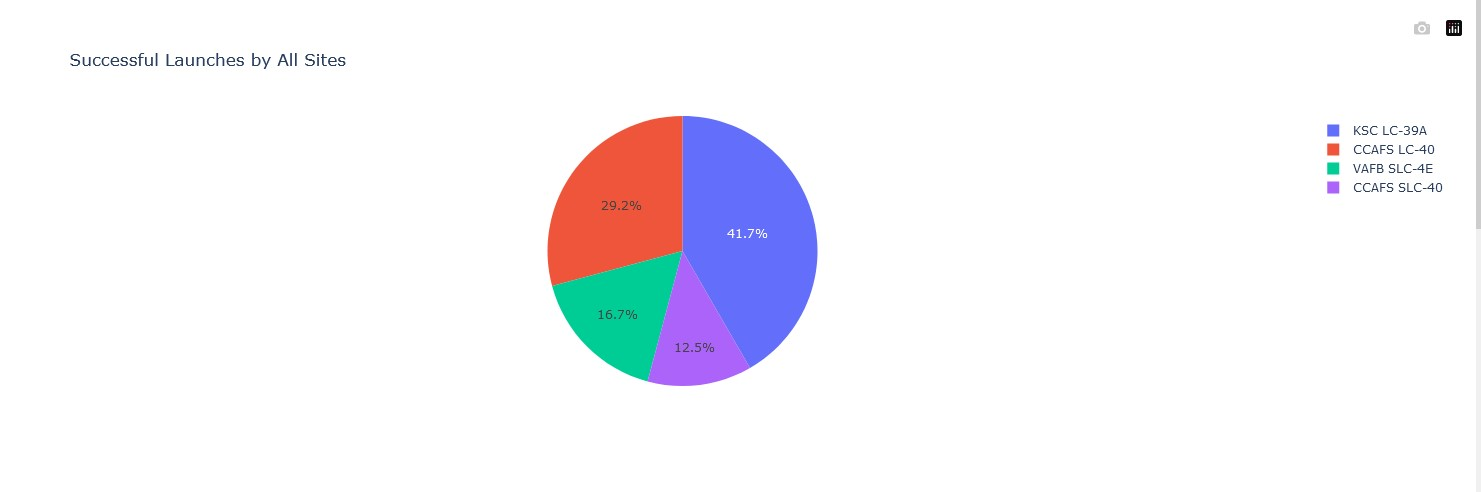 Successful Launches by All Sites
KSC LC-39A
CCAFS LC-40
VAFB SLC-4E
CCAFS SLC-40
29.2%
41.7%
16.7%
12.5%